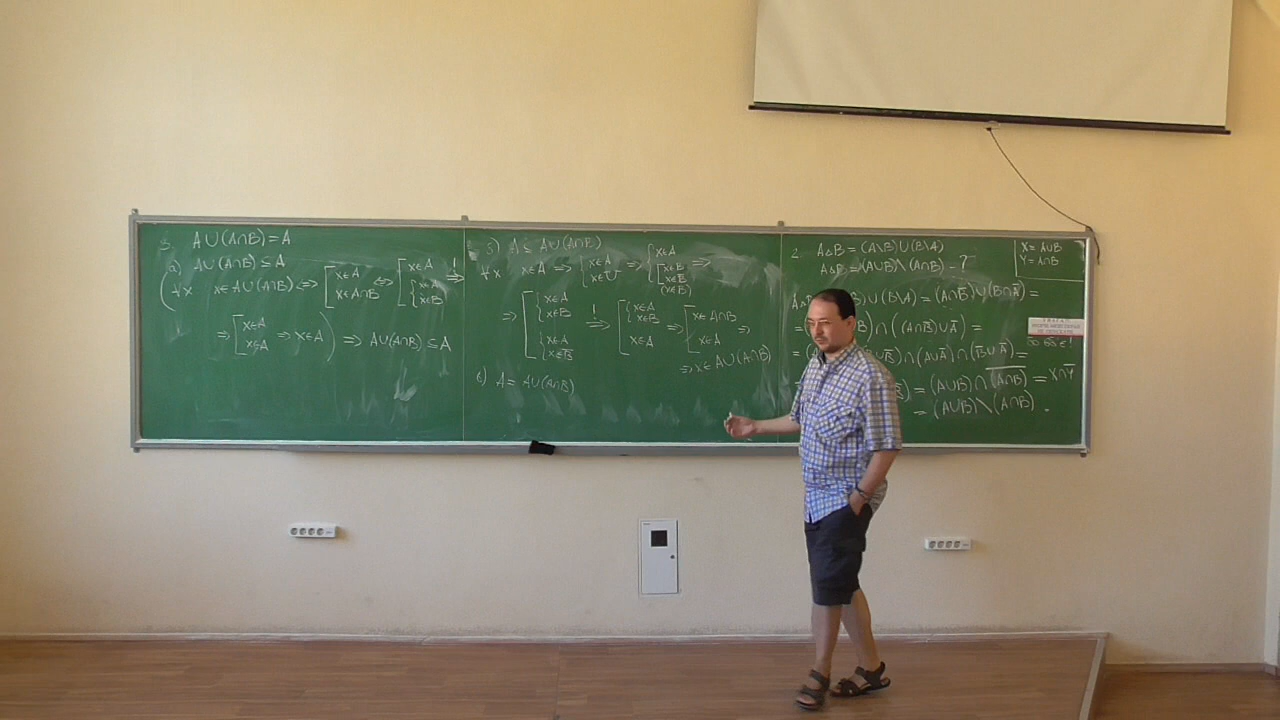 3. A∪(A∩B)=A
a) A∪(A∩B)⊆A
(∀x x∈A∪(A∩B) ⇔ [x∈A x∈A∩B ⇔ [x∈A {x∈A x∈B !⇒
⇒ [x∈A x∈A ⇒ x∈A) ⇒ A∪(A∩B)⊆A
б) A⊆A∪(A∩B)
∀x x∈A ⇒ {x∈A x∈U ⇒ {x∈A [x∈B x∈B̅ (x∉B) ⇒
⇒ [{x∈A x∈B {x∈A x∈B̅ !⇒ [{x∈A x∈B x∈A ⇒ [x∈A∩B x∈A ⇒
⇒ x∈A∪(A∩B)
в) A=A∪(A∩B)
2. A△B=(A\B)∪(B\A)
A△B=(A∪B)\(A∩B) - ?
X=A∪B
Y=A∩B
B)∪(B\A)=(A∩B̅)∪(B∩A̅)=
B)∩((A∩B̅)∪A̅)=
∪B̅)∩(A∪A̅)∩(B̅∪A̅)=
)=(A∪B)∩(A∩B)̅=X∩Y̅
=(A∪B)\(A∩B).